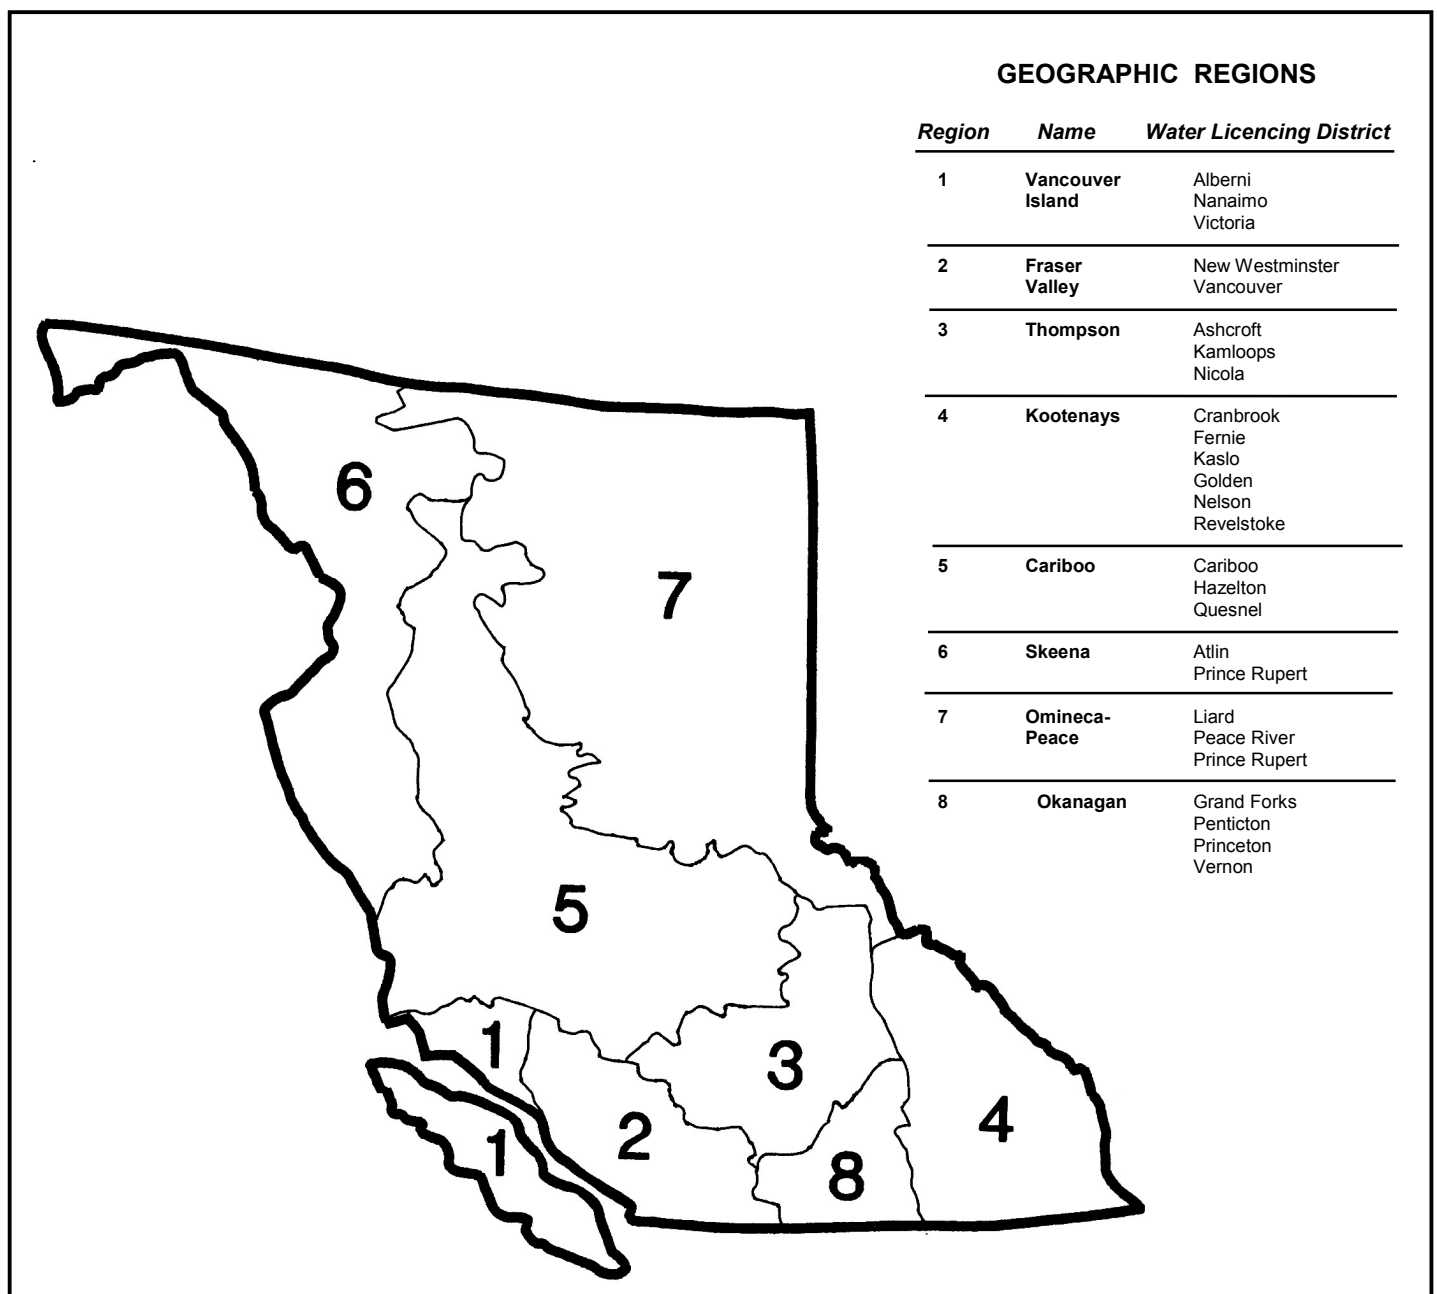 GEOGRAPHIC REGIONS
Region Name Water Licencing District
1 Vancouver Alberni
Island Nanaimo
Victoria
2 Fraser New Westminster
Valley Vancouver
3 Thompson Ashcroft
Kamloops
Nicola
4 Kootenays Cranbrook
Fernie
Kaslo
Golden
Nelson
Revelstoke
5 Cariboo Cariboo
Hazelton
Quesnel
6 Skeena Atlin
Prince Rupert
7 Omineca- Liard
Peace Peace River
Prince Rupert
8 Okanagan Grand Forks
Penticton
Princeton
Vernon
6
7
5
1
3
2
4
1
8